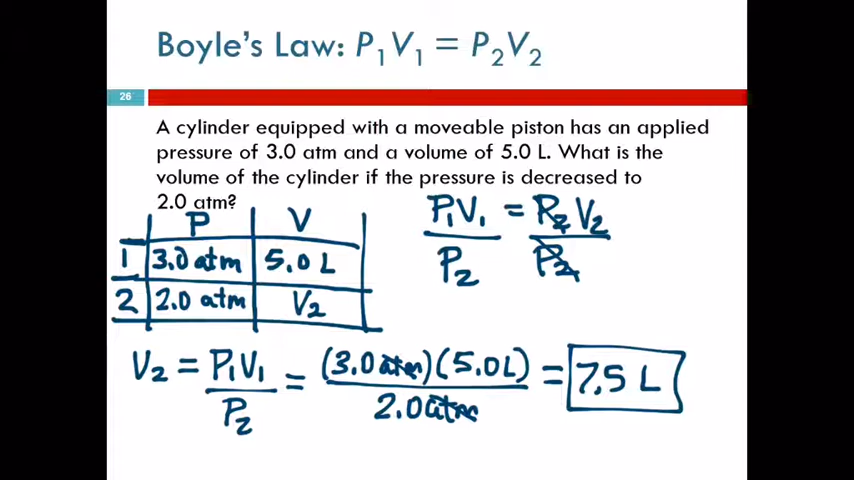 Boyle's Law: P₁V₁ = P₂V₂
26
A cylinder equipped with a moveable piston has an applied
pressure of 3.0 atm and a volume of 5.0 L. What is the
volume of the cylinder if the pressure is decreased to
2.0 atm?
P V
1 3.0 atm 5.0 L
2 2.0 atm V₂
P₁V₁ = P₂V₂
P₂ P₂
V₂ = P₁V₁ = (3.0 atm)(5.0L) = 7.5 L
P₂ 2.0 atm